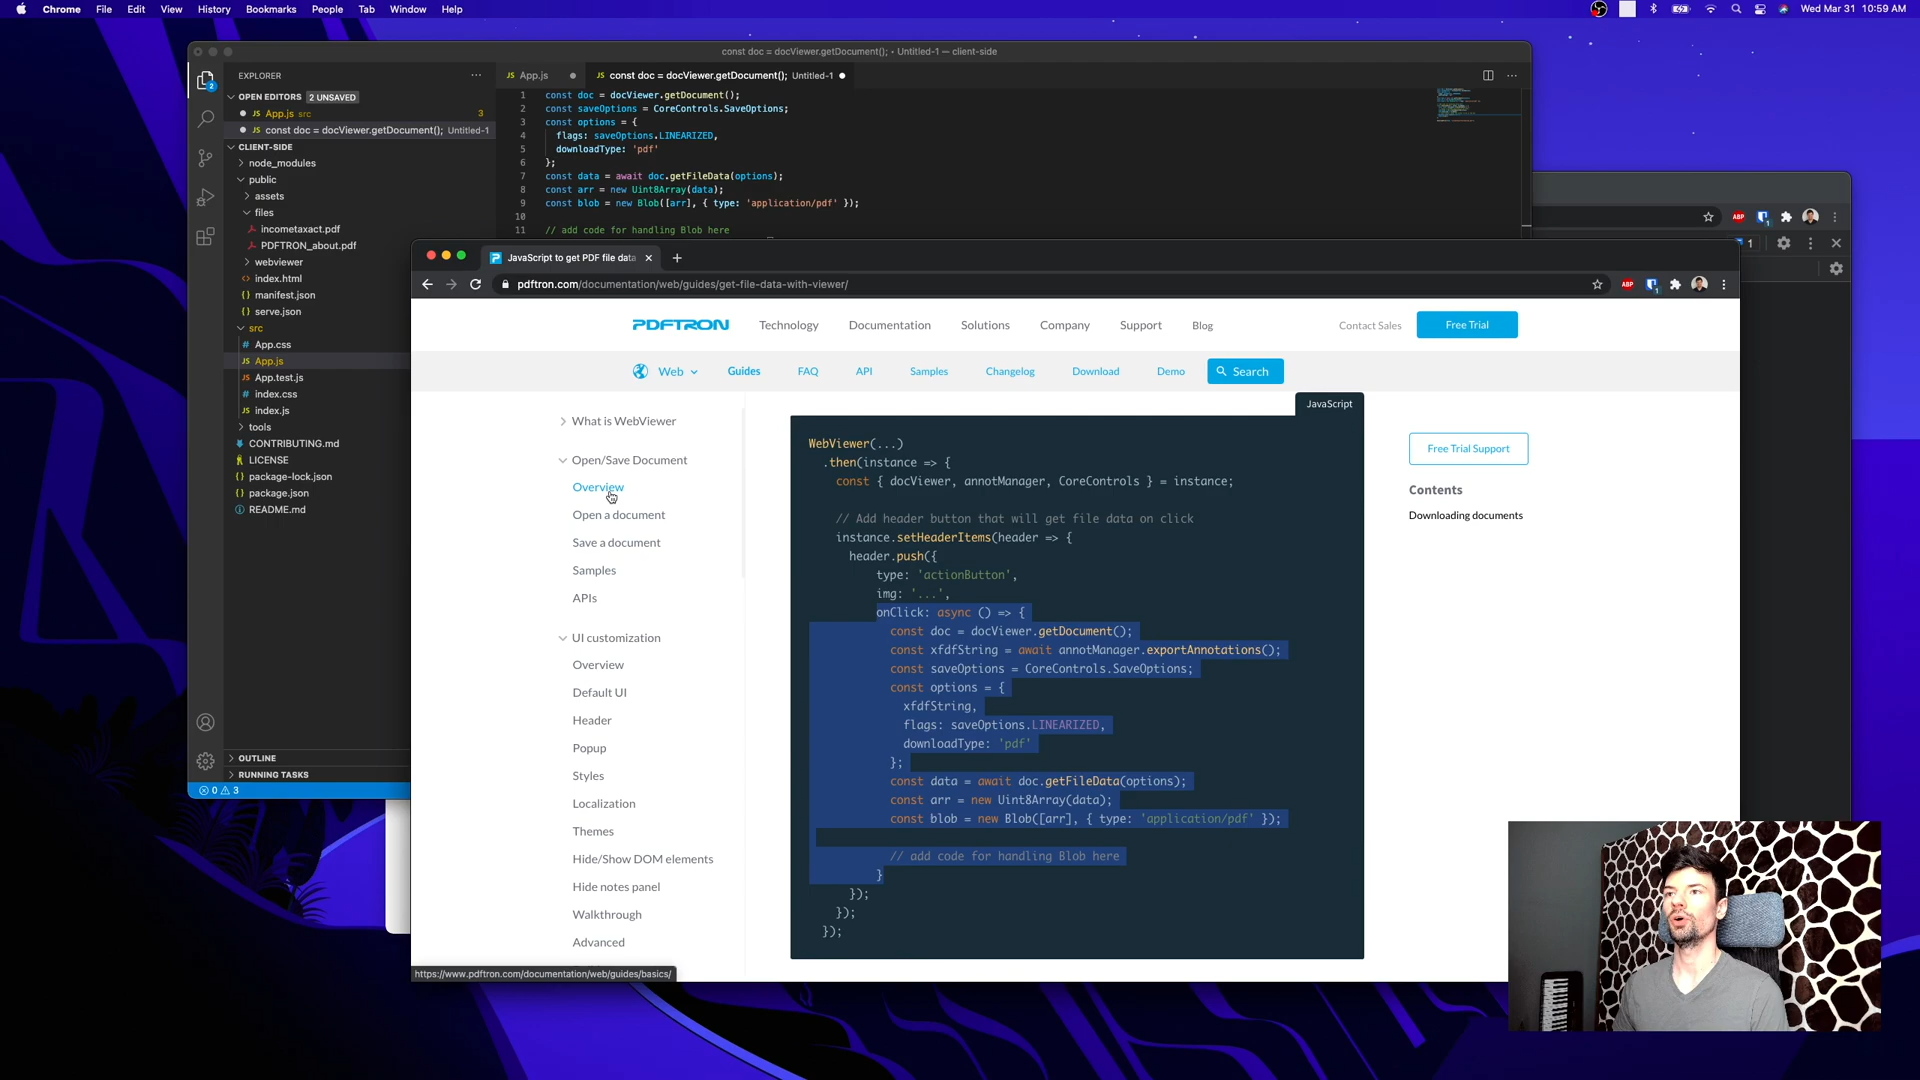 Chrome File Edit View History Bookmarks People Tab Window Help
Wed Mar 31 10:59 AM
const doc = docViewer.getDocument(); • Untitled-1 — client-side
EXPLORER
JS App.js
JS const doc = docViewer.getDocument(); Untitled-1
OPEN EDITORS 2 UNSAVED
JS App.js src 3
JS const doc = docViewer.getDocument(); Untitled-1
CLIENT-SIDE
node_modules
public
assets
files
incometaxact.pdf
PDFTRON_about.pdf
webviewer
index.html
manifest.json
serve.json
src
App.css
JS App.js
JS App.test.js
index.css
JS index.js
tools
CONTRIBUTING.md
LICENSE
package-lock.json
package.json
README.md
OUTLINE
RUNNING TASKS
0 3
1 const doc = docViewer.getDocument();
2 const saveOptions = CoreControls.SaveOptions;
3 const options = {
4 flags: saveOptions.LINEARIZED,
5 downloadType: 'pdf'
6 };
7 const data = await doc.getFileData(options);
8 const arr = new Uint8Array(data);
9 const blob = new Blob([arr], { type: 'application/pdf' });
10
11 // add code for handling Blob here
ABP
1
JavaScript to get PDF file data
pdftron.com/documentation/web/guides/get-file-data-with-viewer/
ABP
PDFTRON Technology Documentation Solutions Company Support Blog Contact Sales Free Trial
Web Guides FAQ API Samples Changelog Download Demo Search
What is WebViewer
Open/Save Document
Overview
Open a document
Save a document
Samples
APIs
UI customization
Overview
Default UI
Header
Popup
Styles
Localization
Themes
Hide/Show DOM elements
Hide notes panel
Walkthrough
Advanced
JavaScript
WebViewer(...)
.then(instance => {
const { docViewer, annotManager, CoreControls } = instance;
// Add header button that will get file data on click
instance.setHeaderItems(header => {
header.push({
type: 'actionButton',
img: '...',
onClick: async () => {
const doc = docViewer.getDocument();
const xfdfString = await annotManager.exportAnnotations();
const saveOptions = CoreControls.SaveOptions;
const options = {
xfdfString,
flags: saveOptions.LINEARIZED,
downloadType: 'pdf'
};
const data = await doc.getFileData(options);
const arr = new Uint8Array(data);
const blob = new Blob([arr], { type: 'application/pdf' });
// add code for handling Blob here
}
});
});
});
Free Trial Support
Contents
Downloading documents
https://www.pdftron.com/documentation/web/guides/basics/